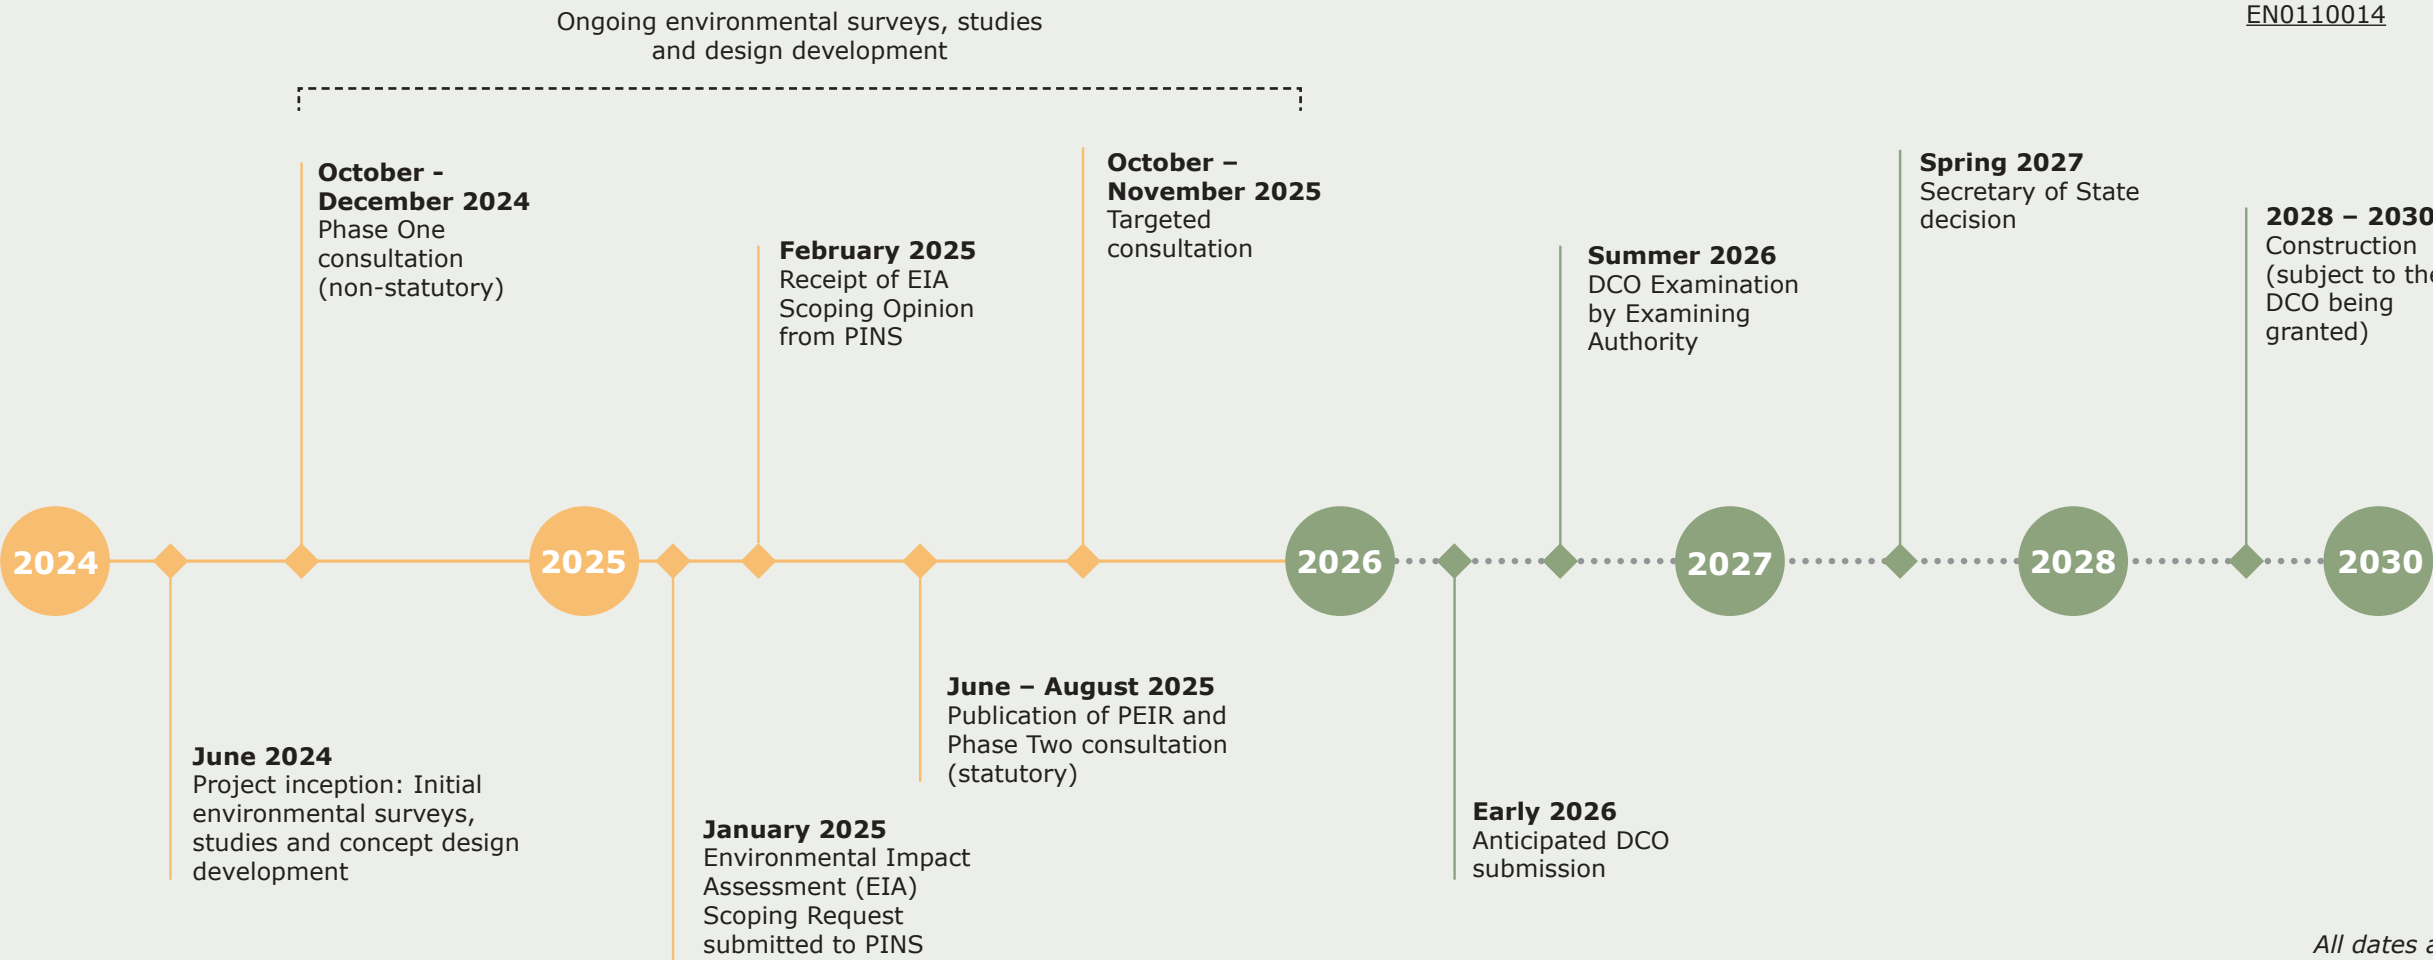 Ongoing environmental surveys, studies
and design development
EN0110014
October -
December 2024
Phase One
consultation
(non-statutory)
February 2025
Receipt of EIA
Scoping Opinion
from PINS
October –
November 2025
Targeted
consultation
Summer 2026
DCO Examination
by Examining
Authority
Spring 2027
Secretary of State
decision
2028 – 2030
Construction
(subject to the
DCO being
granted)
2024
2025
2026
2027
2028
2030
June 2024
Project inception: Initial
environmental surveys,
studies and concept design
development
January 2025
Environmental Impact
Assessment (EIA)
Scoping Request
submitted to PINS
June – August 2025
Publication of PEIR and
Phase Two consultation
(statutory)
Early 2026
Anticipated DCO
submission
All dates